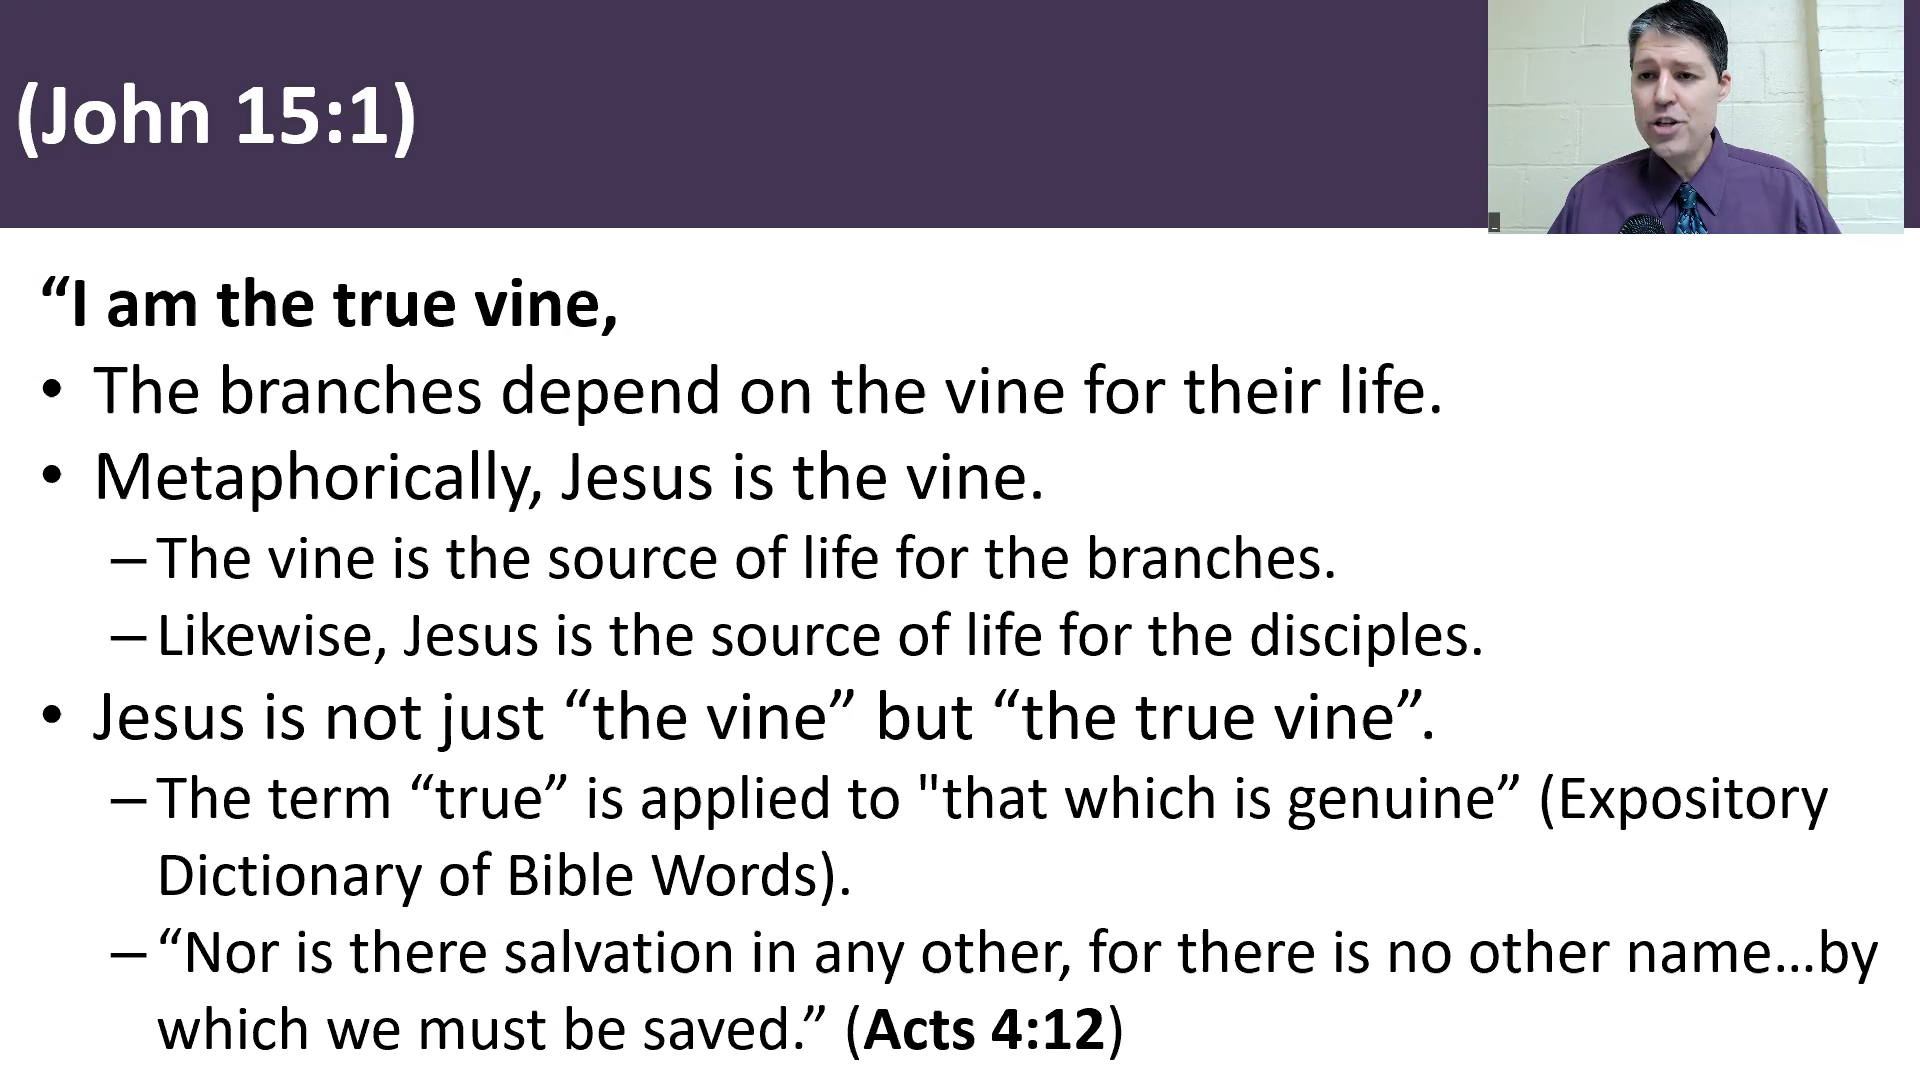 (John 15:1)
“I am the true vine,
• The branches depend on the vine for their life.
• Metaphorically, Jesus is the vine.
– The vine is the source of life for the branches.
– Likewise, Jesus is the source of life for the disciples.
• Jesus is not just “the vine” but “the true vine”.
– The term “true” is applied to "that which is genuine” (Expository
Dictionary of Bible Words).
– “Nor is there salvation in any other, for there is no other name…by
which we must be saved.” (Acts 4:12)